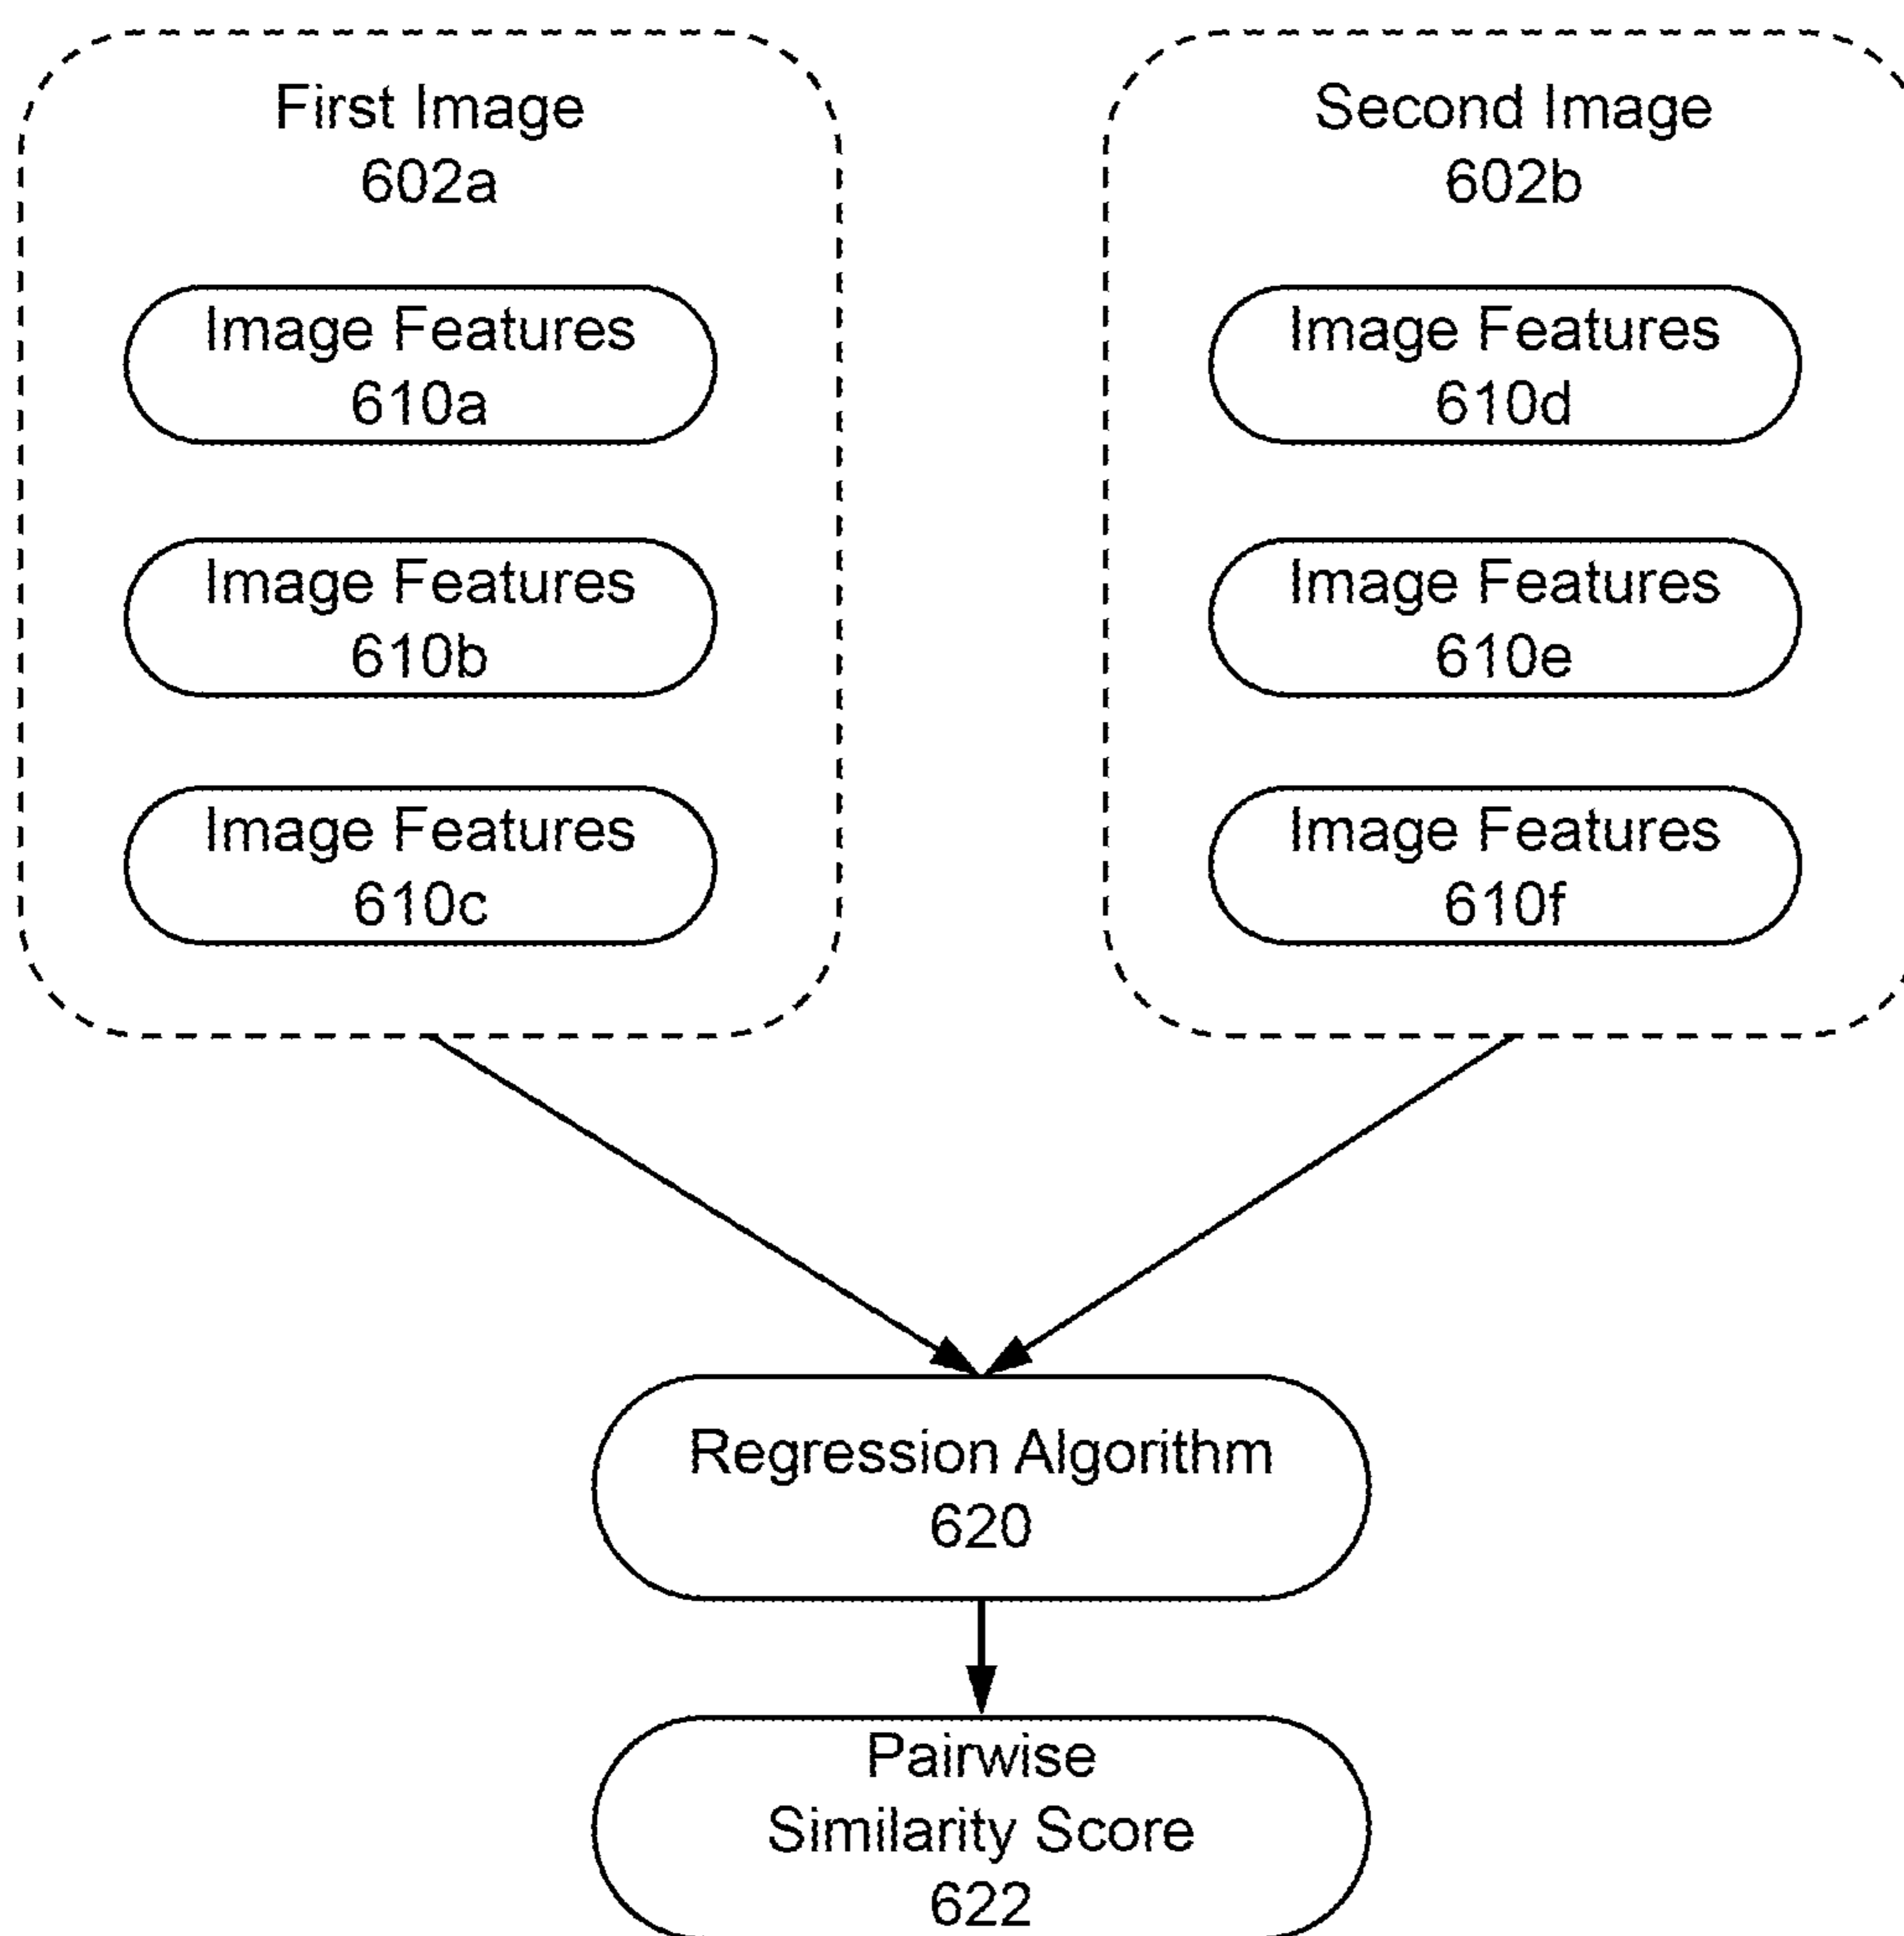 First Image
602a
Image Features
610a
Image Features
610b
Image Features
610c
Second Image
602b
Image Features
610d
Image Features
610e
Image Features
610f
Regression Algorithm
620
Pairwise
Similarity Score
622